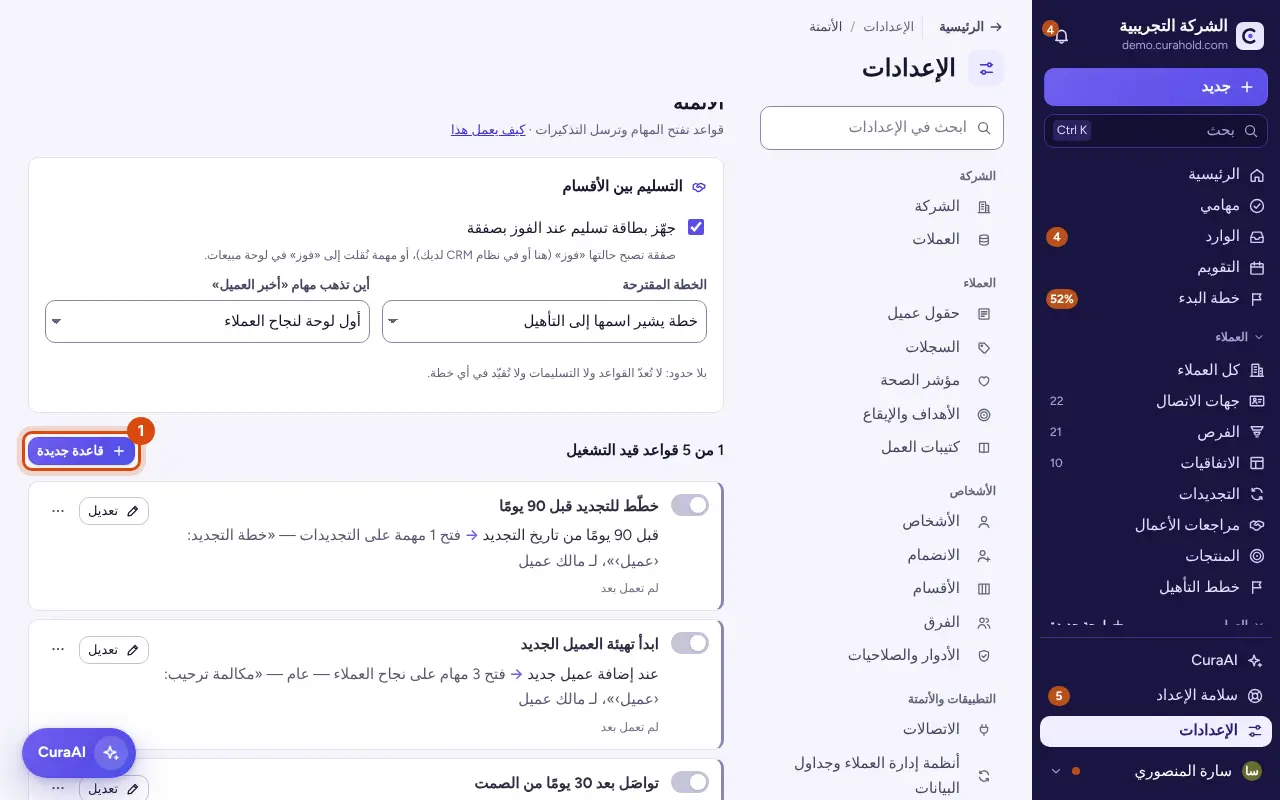 الشركة التجريبية
demo.curahold.com
4
جديد
بحث
Ctrl K
الرئيسية
مهامي
الوارد
4
التقويم
خطة البدء
52%
العملاء
كل العملاء
جهات الاتصال
22
الفرص
21
الاتفاقيات
10
التجديدات
مراجعات الأعمال
المنتجات
خطط التأهيل
CuraAI
سلامة الإعداد
5
الإعدادات
سا
سارة المنصوري
الرئيسية
الإعدادات / الأتمتة
الإعدادات
ابحث في الإعدادات
الشركة
الشركة
العملات
العملاء
حقول عميل
السجلات
مؤشر الصحة
الأهداف والإيقاع
كتيبات العمل
الأشخاص
الأشخاص
الانضمام
الأقسام
الفرق
الأدوار والصلاحيات
التطبيقات والأتمتة
الاتصالات
أنظمة إدارة العملاء وجداول
البيانات
الأتمتة
قواعد تفتح المهام وترسل التذكيرات · كيف يعمل هذا
التسليم بين الأقسام
جهّز بطاقة تسليم عند الفوز بصفقة
صفقة تصبح حالتها «فوز» (هنا أو في نظام CRM لديك)، أو مهمة نُقلت إلى «فوز» في لوحة مبيعات.
الخطة المقترحة
خطة يشير اسمها إلى التأهيل
أين تذهب مهام «أخبر العميل»
أول لوحة لنجاح العملاء
بلا حدود: لا تُعدّ القواعد ولا التسليمات ولا تُقيّد في أي خطة.
1 من 5 قواعد قيد التشغيل
قاعدة جديدة
1
خطّط للتجديد قبل 90 يومًا
تعديل
قبل 90 يومًا من تاريخ التجديد → فتح 1 مهمة على التجديدات — «خطة التجديد:
‹عميل›»، لـ مالك عميل
لم تعمل بعد
ابدأ تهيئة العميل الجديد
تعديل
عند إضافة عميل جديد → فتح 3 مهام على نجاح العملاء — عام — «مكالمة ترحيب:
‹عميل›»، لـ مالك عميل
لم تعمل بعد
تواصَل بعد 30 يومًا من الصمت
تعديل
CuraAI